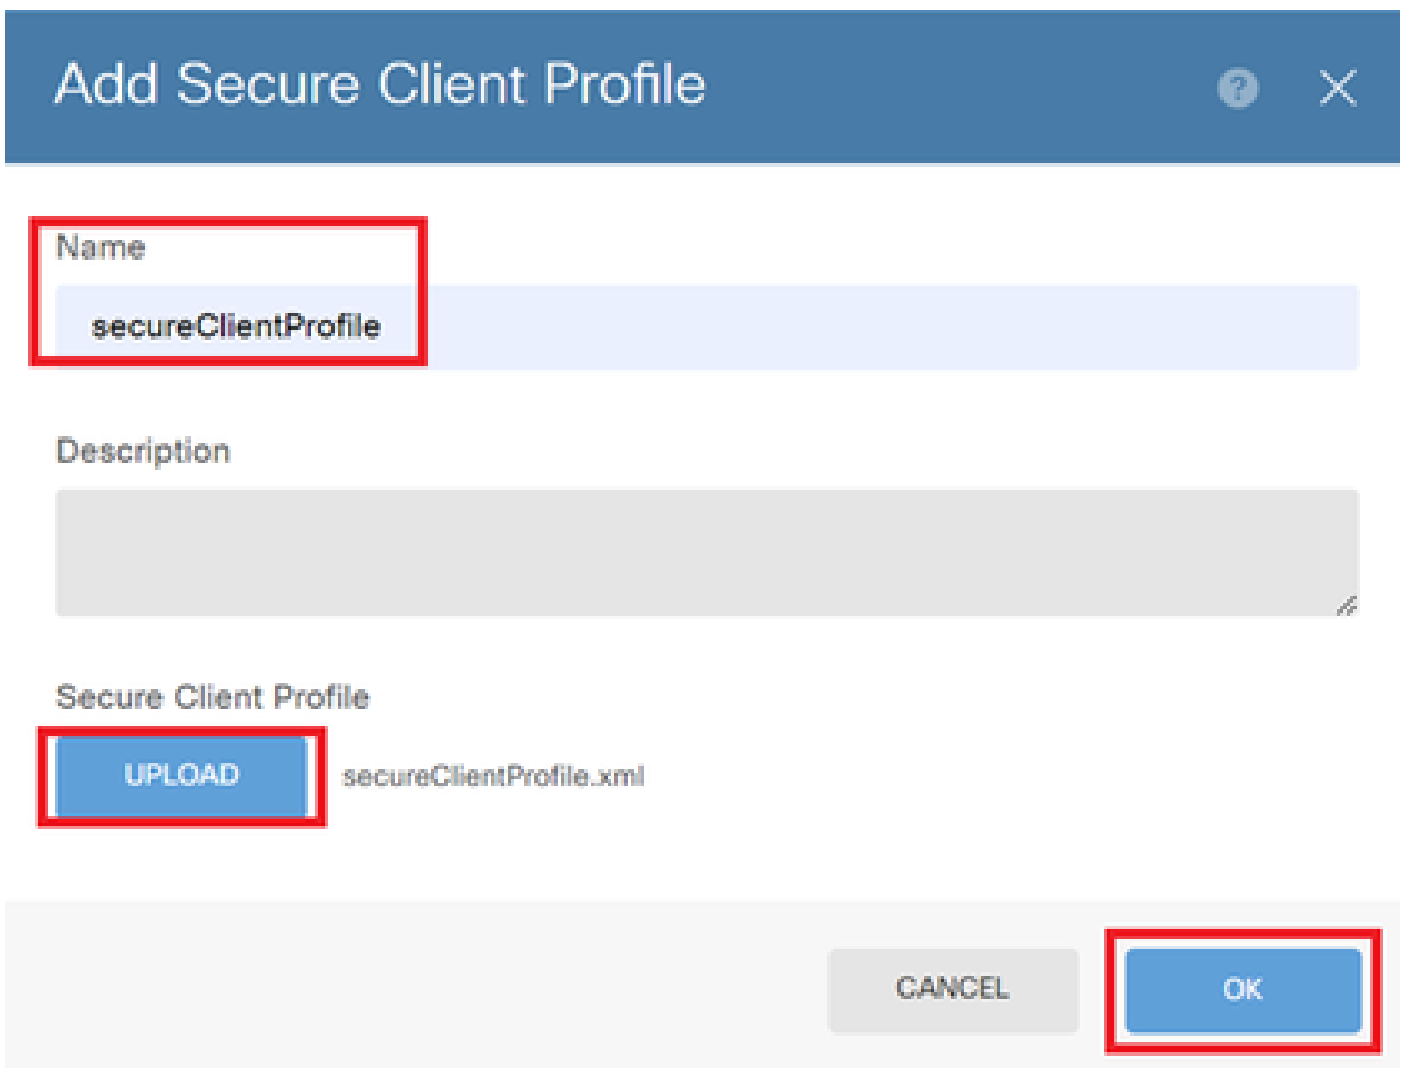 Add Secure Client Profile
?
Name
secureClientProfile
Description
Secure Client Profile
UPLOAD secureClientProfile.xml
CANCEL OK